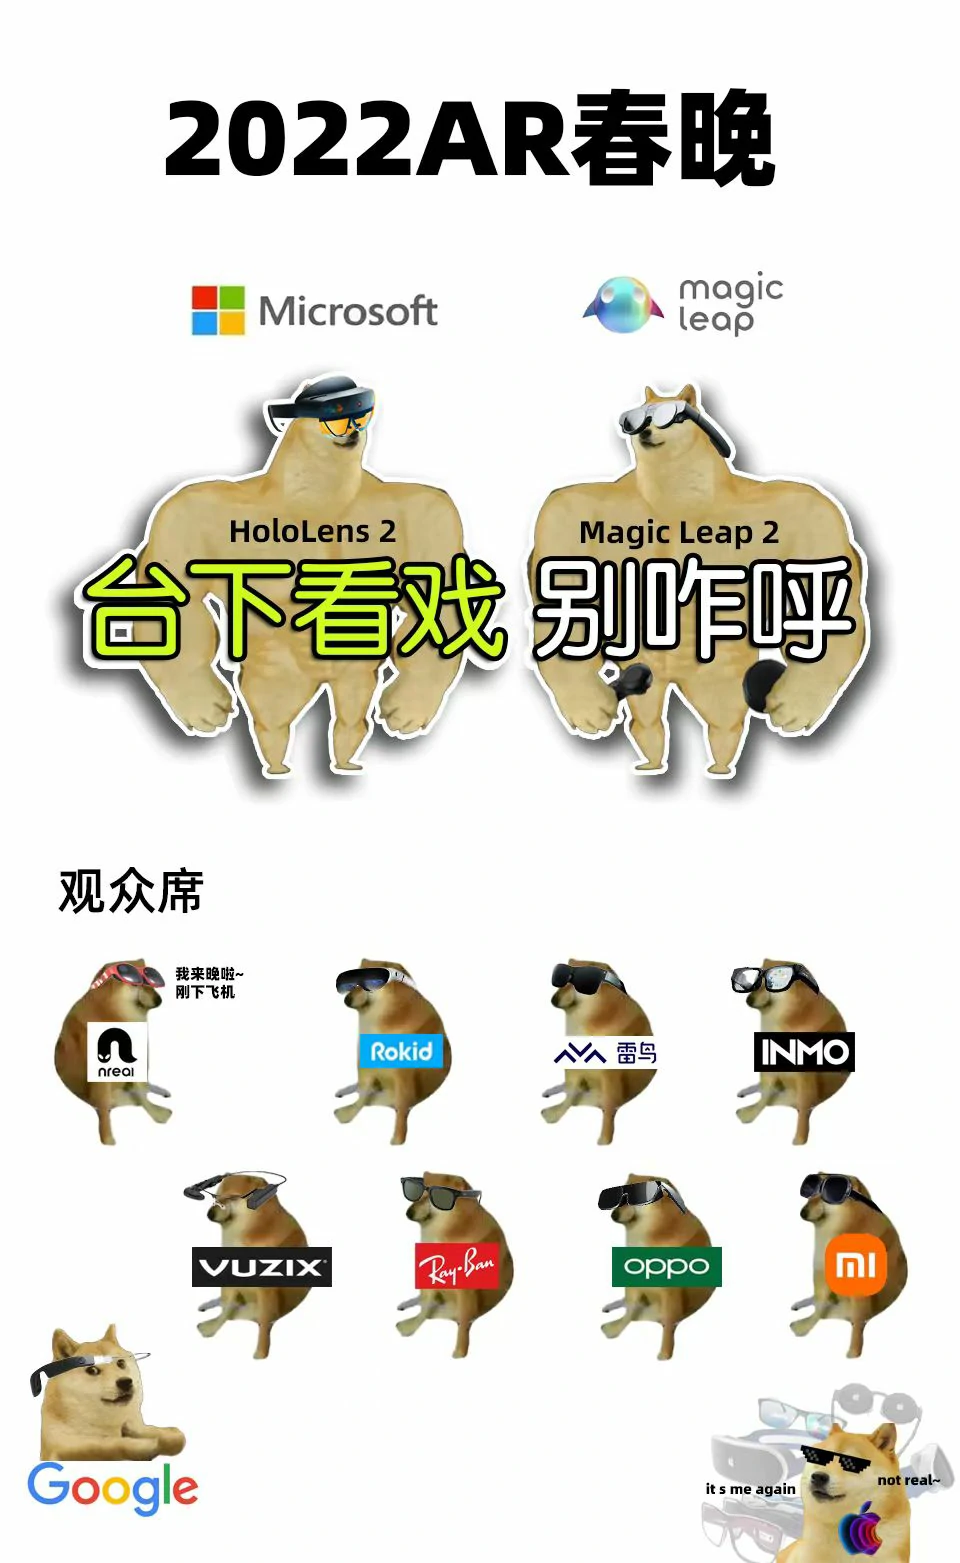 2022AR春晚
Microsoft
magic
leap
HoloLens 2
Magic Leap 2
台下看戏 别咋呼
观众席
我来晚啦~
刚下飞机
nreal
Rokid
雷鸟
INMO
VUZIX
Ray-Ban
oppo
mi
Google
it s me again
not real~